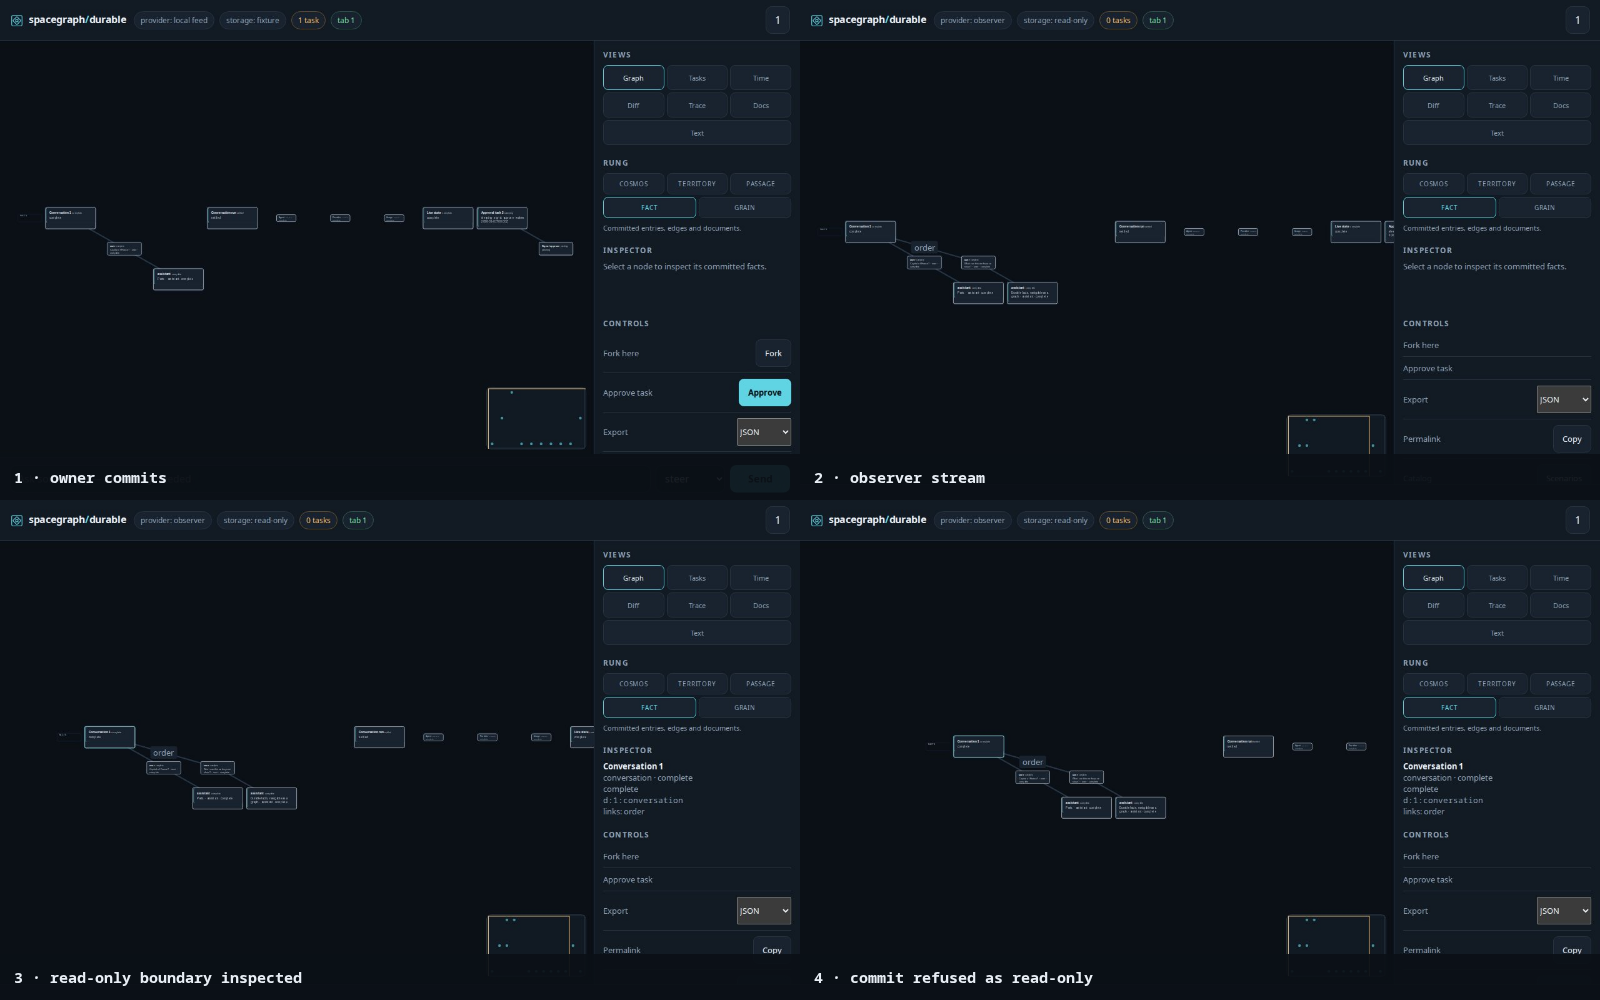 spacegraph/durable
provider: local feed
storage: fixture
1 task
tab 1
1
VIEWS
Graph
Tasks
Time
Diff
Trace
Docs
Text
RUNG
COSMOS
TERRITORY
PASSAGE
FACT
GRAIN
Committed entries, edges and documents.
INSPECTOR
Select a node to inspect its committed facts.
CONTROLS
Fork here
Fork
Approve task
Approve
Export
JSON
Send
1 · owner commits
spacegraph/durable
provider: observer
storage: read-only
0 tasks
tab 1
1
order
VIEWS
Graph
Tasks
Time
Diff
Trace
Docs
Text
RUNG
COSMOS
TERRITORY
PASSAGE
FACT
GRAIN
Committed entries, edges and documents.
INSPECTOR
Select a node to inspect its committed facts.
CONTROLS
Fork here
Approve task
Export
JSON
Permalink
Copy
2 · observer stream
spacegraph/durable
provider: observer
storage: read-only
0 tasks
tab 1
1
order
VIEWS
Graph
Tasks
Time
Diff
Trace
Docs
Text
RUNG
COSMOS
TERRITORY
PASSAGE
FACT
GRAIN
Committed entries, edges and documents.
INSPECTOR
Conversation 1
conversation · complete
complete
d:1:conversation
links: order
CONTROLS
Fork here
Approve task
Export
JSON
Permalink
Copy
3 · read-only boundary inspected
spacegraph/durable
provider: observer
storage: read-only
0 tasks
tab 1
1
order
VIEWS
Graph
Tasks
Time
Diff
Trace
Docs
Text
RUNG
COSMOS
TERRITORY
PASSAGE
FACT
GRAIN
Committed entries, edges and documents.
INSPECTOR
Conversation 1
conversation · complete
complete
d:1:conversation
links: order
CONTROLS
Fork here
Approve task
Export
JSON
Permalink
Copy
4 · commit refused as read-only